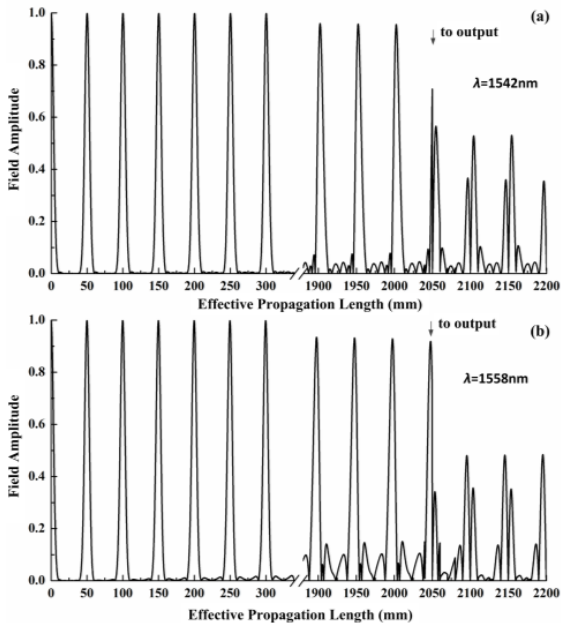 (a)
to output
λ=1542nm
Field Amplitude
1.0
0.8
0.6
0.4
0.2
0.0
0 50 100 150 200 250 300 1900 1950 2000 2050 2100 2150 2200
Effective Propagation Length (mm)
(b)
to output
λ=1558nm
Field Amplitude
1.0
0.8
0.6
0.4
0.2
0.0
0 50 100 150 200 250 300 1900 1950 2000 2050 2100 2150 2200
Effective Propagation Length (mm)